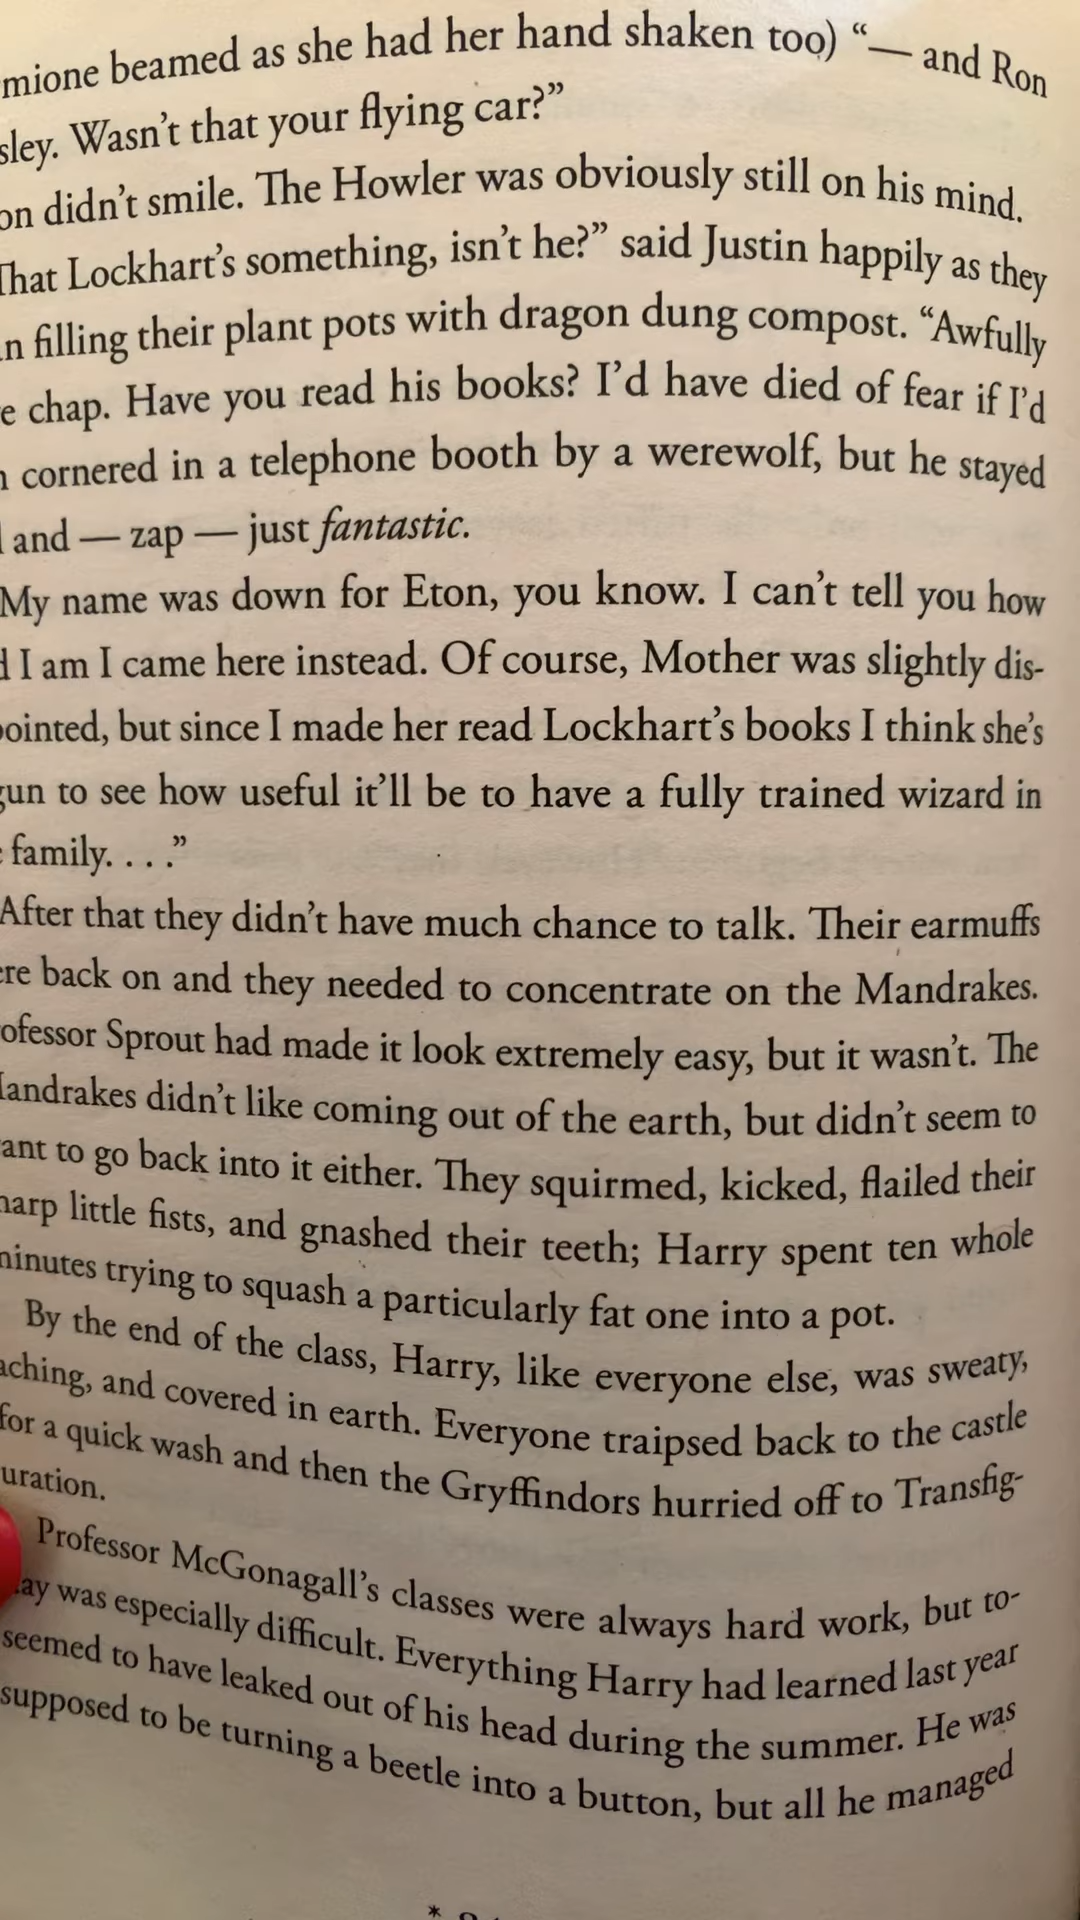 mione beamed as she had her hand shaken too) “— and Ron
sley. Wasn’t that your flying car?”
on didn’t smile. The Howler was obviously still on his mind.
That Lockhart’s something, isn’t he?” said Justin happily as they
n filling their plant pots with dragon dung compost. “Awfully
e chap. Have you read his books? I’d have died of fear if I’d
cornered in a telephone booth by a werewolf, but he stayed
and — zap — just fantastic.
My name was down for Eton, you know. I can’t tell you how
I am I came here instead. Of course, Mother was slightly dis-
ointed, but since I made her read Lockhart’s books I think she’s
gun to see how useful it’ll be to have a fully trained wizard in
family. . . .”
After that they didn’t have much chance to talk. Their earmuffs
ere back on and they needed to concentrate on the Mandrakes.
ofessor Sprout had made it look extremely easy, but it wasn’t. The
andrakes didn’t like coming out of the earth, but didn’t seem to
ant to go back into it either. They squirmed, kicked, flailed their
harp little fists, and gnashed their teeth; Harry spent ten whole
minutes trying to squash a particularly fat one into a pot.
By the end of the class, Harry, like everyone else, was sweaty,
aching, and covered in earth. Everyone traipsed back to the castle
for a quick wash and then the Gryffindors hurried off to Transfig-
uration.
Professor McGonagall’s classes were always hard work, but to-
ay was especially difficult. Everything Harry had learned last year
seemed to have leaked out of his head during the summer. He was
supposed to be turning a beetle into a button, but all he managed
*